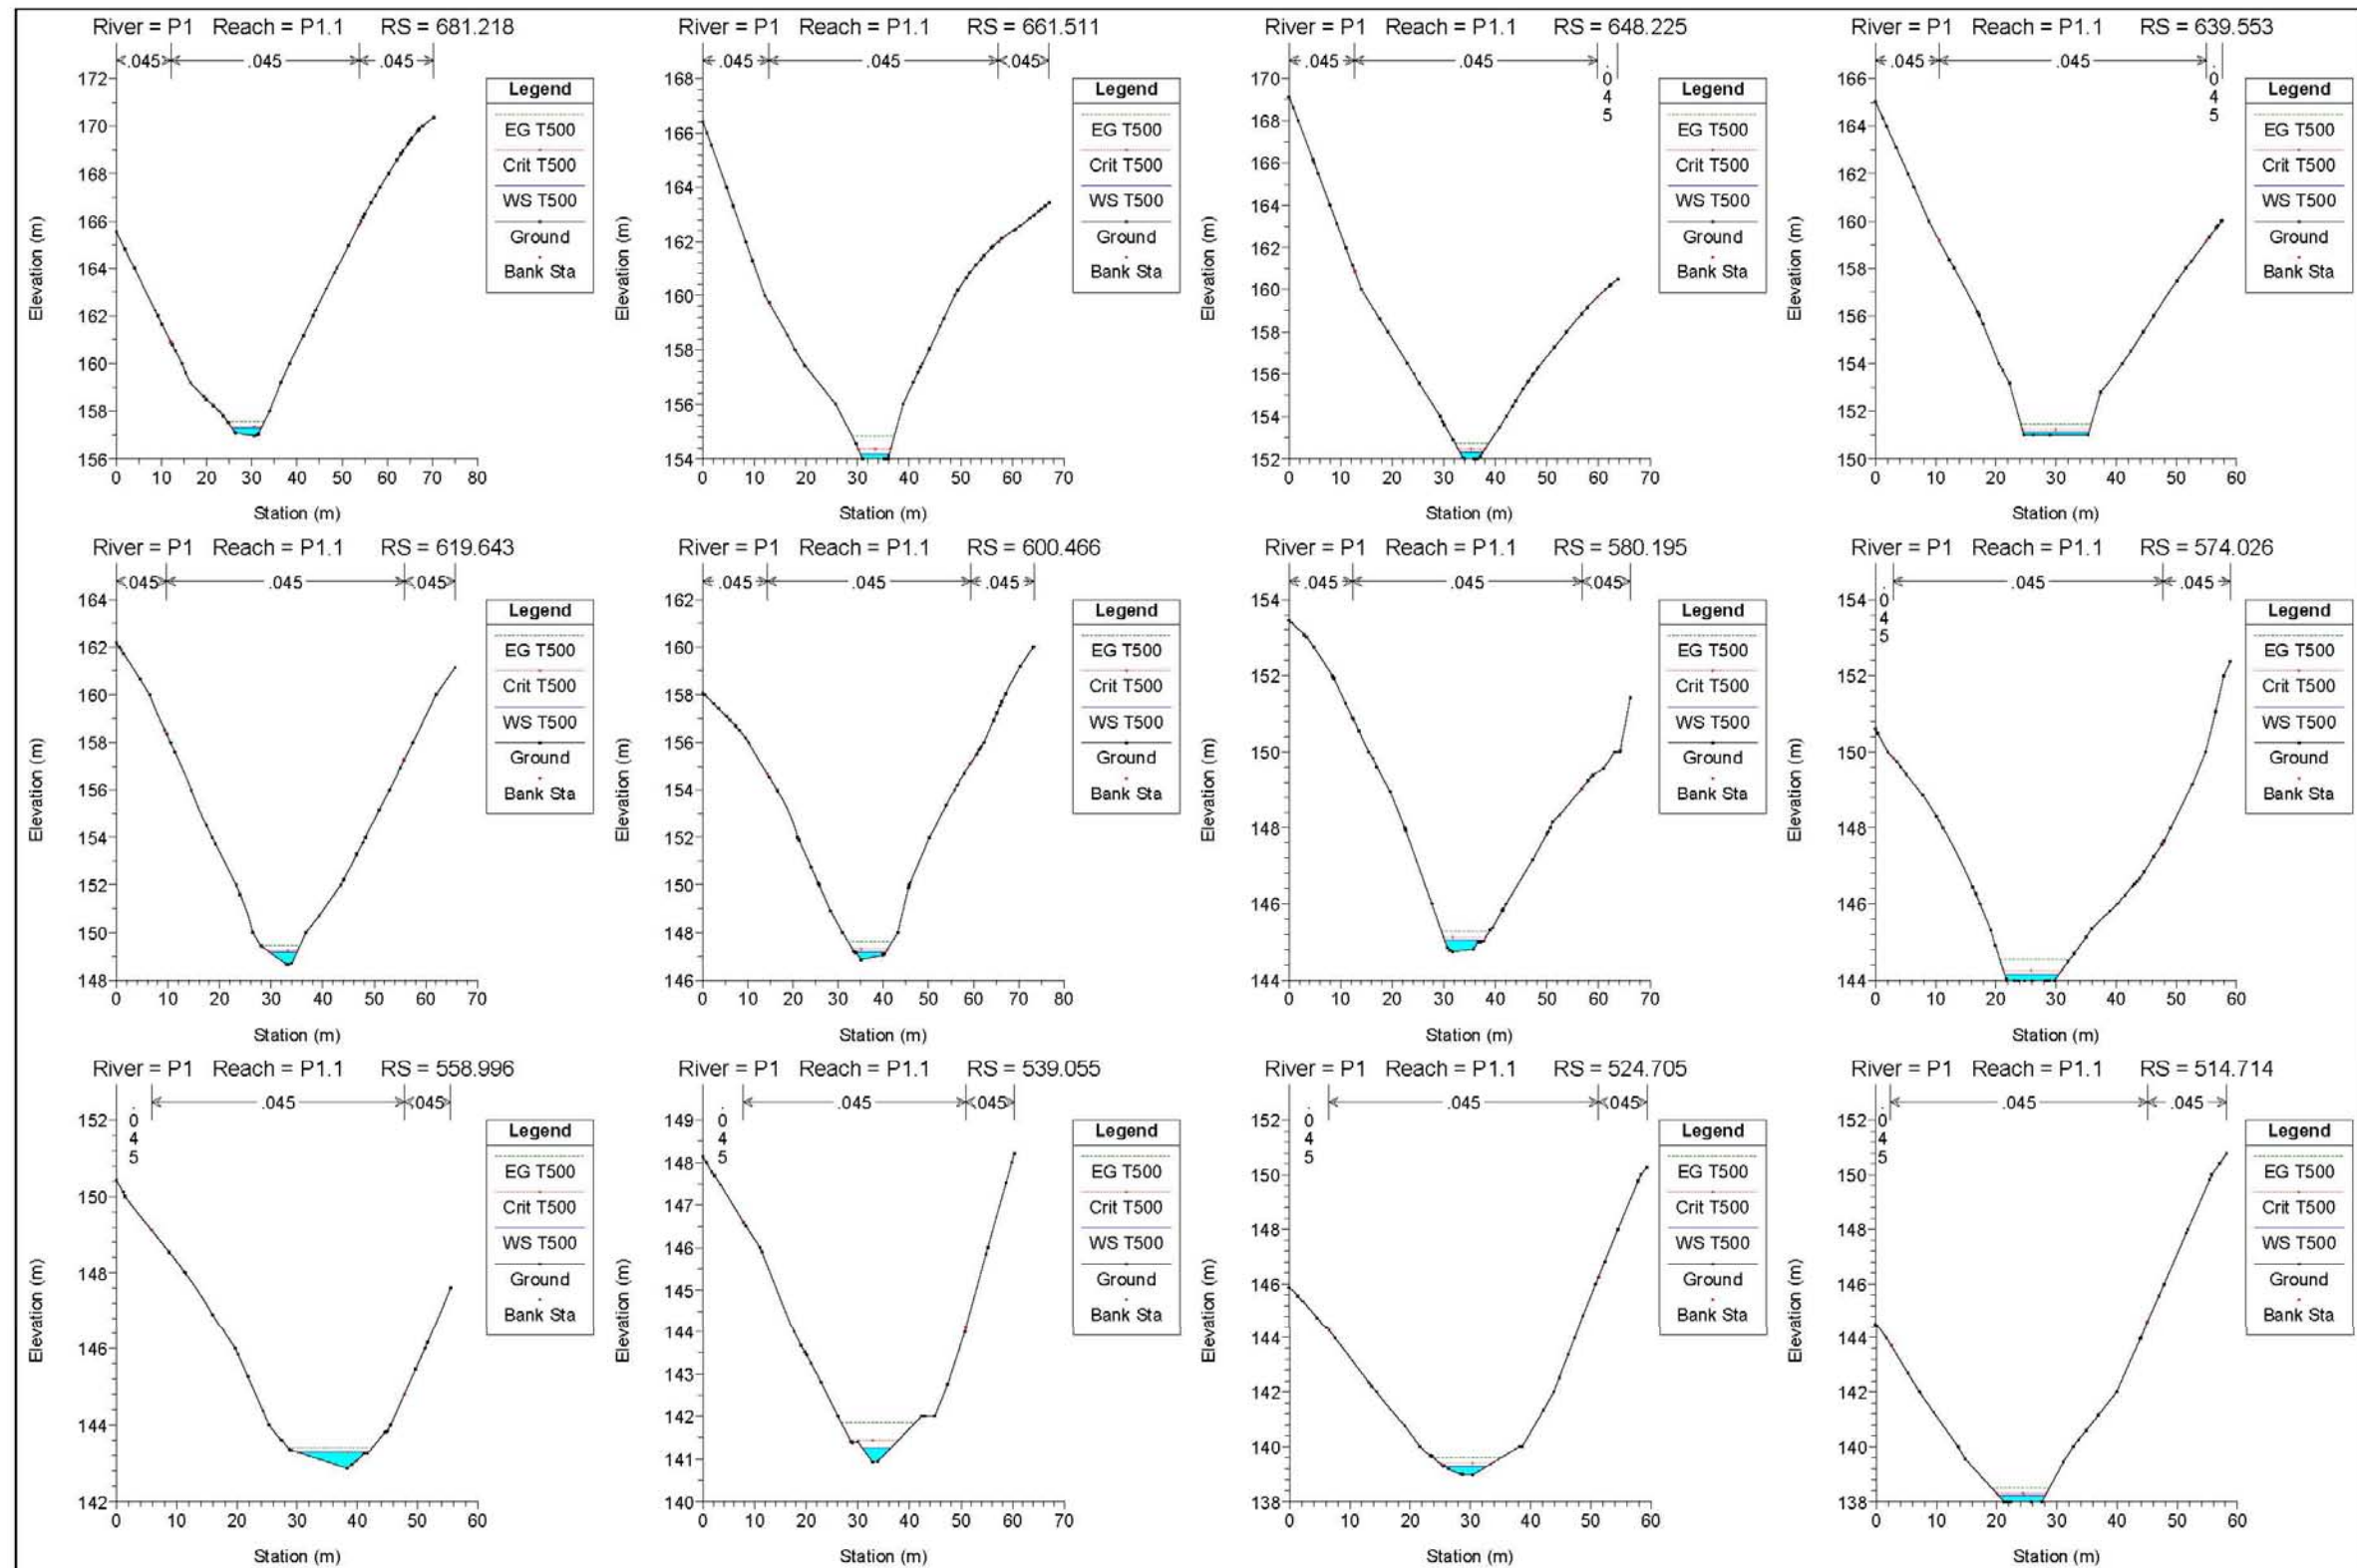 River = P1 Reach = P1.1 RS = 681.218
.045 .045 .045
Elevation (m)
172
170
168
166
164
162
160
158
156
0 10 20 30 40 50 60 70 80
Station (m)
Legend
EG T500
Crit T500
WS T500
Ground
Bank Sta
River = P1 Reach = P1.1 RS = 661.511
.045 .045 .045
Elevation (m)
168
166
164
162
160
158
156
154
0 10 20 30 40 50 60 70
Station (m)
Legend
EG T500
Crit T500
WS T500
Ground
Bank Sta
River = P1 Reach = P1.1 RS = 648.225
.045 .045 .045
Elevation (m)
170
168
166
164
162
160
158
156
154
152
0 10 20 30 40 50 60 70
Station (m)
Legend
EG T500
Crit T500
WS T500
Ground
Bank Sta
River = P1 Reach = P1.1 RS = 639.553
.045 .045 .045
Elevation (m)
166
164
162
160
158
156
154
152
150
0 10 20 30 40 50 60
Station (m)
Legend
EG T500
Crit T500
WS T500
Ground
Bank Sta
River = P1 Reach = P1.1 RS = 619.643
.045 .045 .045
Elevation (m)
164
162
160
158
156
154
152
150
148
0 10 20 30 40 50 60 70
Station (m)
Legend
EG T500
Crit T500
WS T500
Ground
Bank Sta
River = P1 Reach = P1.1 RS = 600.466
.045 .045 .045
Elevation (m)
162
160
158
156
154
152
150
148
146
0 10 20 30 40 50 60 70 80
Station (m)
Legend
EG T500
Crit T500
WS T500
Ground
Bank Sta
River = P1 Reach = P1.1 RS = 580.195
.045 .045 .045
Elevation (m)
154
152
150
148
146
144
0 10 20 30 40 50 60 70
Station (m)
Legend
EG T500
Crit T500
WS T500
Ground
Bank Sta
River = P1 Reach = P1.1 RS = 574.026
.045 .045 .045
Elevation (m)
154
152
150
148
146
144
0 10 20 30 40 50 60
Station (m)
Legend
EG T500
Crit T500
WS T500
Ground
Bank Sta
River = P1 Reach = P1.1 RS = 558.996
.045 .045 .045
Elevation (m)
152
150
148
146
144
142
0 10 20 30 40 50 60
Station (m)
Legend
EG T500
Crit T500
WS T500
Ground
Bank Sta
River = P1 Reach = P1.1 RS = 539.055
.045 .045 .045
Elevation (m)
149
148
147
146
145
144
143
142
141
140
0 10 20 30 40 50 60 70
Station (m)
Legend
EG T500
Crit T500
WS T500
Ground
Bank Sta
River = P1 Reach = P1.1 RS = 524.705
.045 .045 .045
Elevation (m)
152
150
148
146
144
142
140
138
0 10 20 30 40 50 60
Station (m)
Legend
EG T500
Crit T500
WS T500
Ground
Bank Sta
River = P1 Reach = P1.1 RS = 514.714
.045 .045 .045
Elevation (m)
152
150
148
146
144
142
140
138
0 10 20 30 40 50 60
Station (m)
Legend
EG T500
Crit T500
WS T500
Ground
Bank Sta